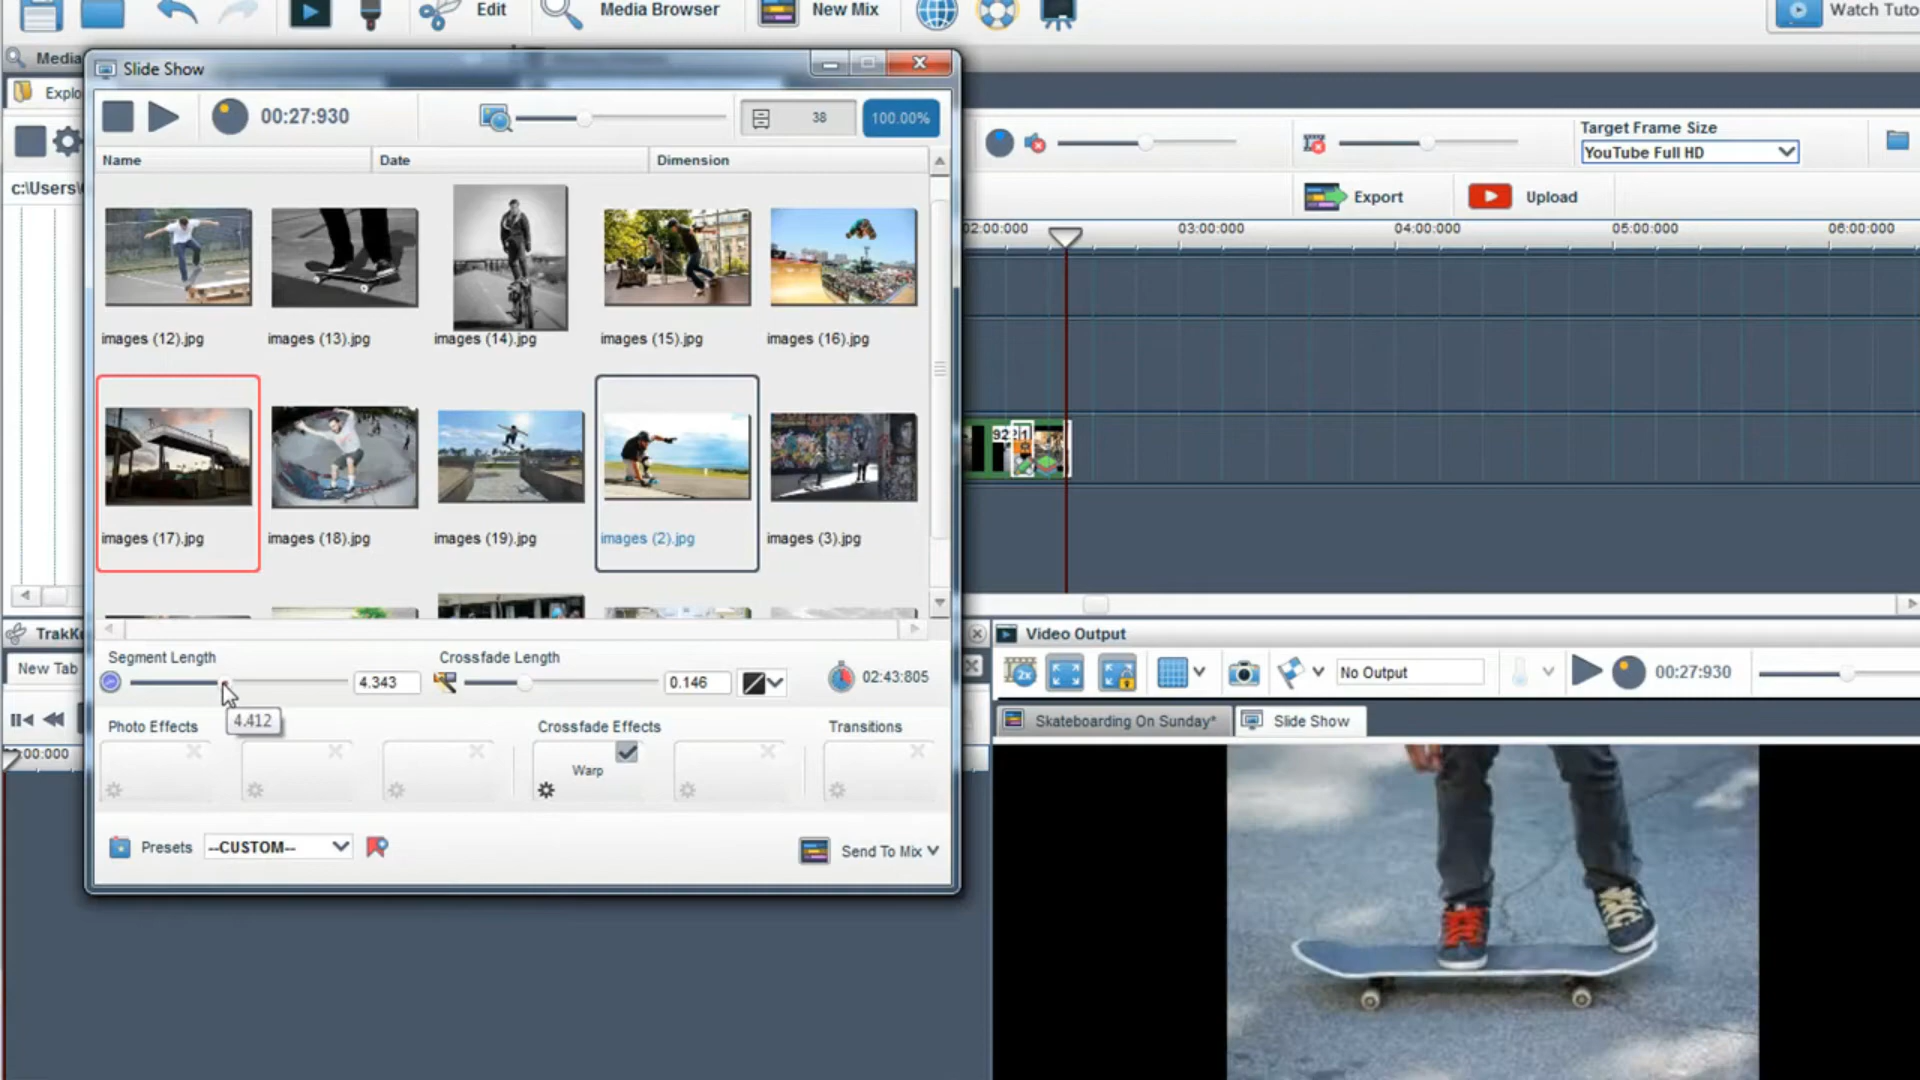 Edit
Media Browser
New Mix
Watch Tuto
Media
Slide Show
Explo
00:27:930
38
100.00%
Target Frame Size
YouTube Full HD
Name
Date
Dimension
c:\Users\
Export
Upload
02:00:000
03:00:000
04:00:000
05:00:000
06:00:000
images (12).jpg
images (13).jpg
images (14).jpg
images (15).jpg
images (16).jpg
images (17).jpg
images (18).jpg
images (19).jpg
images (2).jpg
images (3).jpg
TrakK
Video Output
New Tab
Segment Length
Crossfade Length
4.343
0.146
02:43:805
2x
No Output
00:27:930
4.412
Skateboarding On Sunday*
Slide Show
Photo Effects
Crossfade Effects
Transitions
00:000
Warp
Presets
--CUSTOM--
Send To Mix